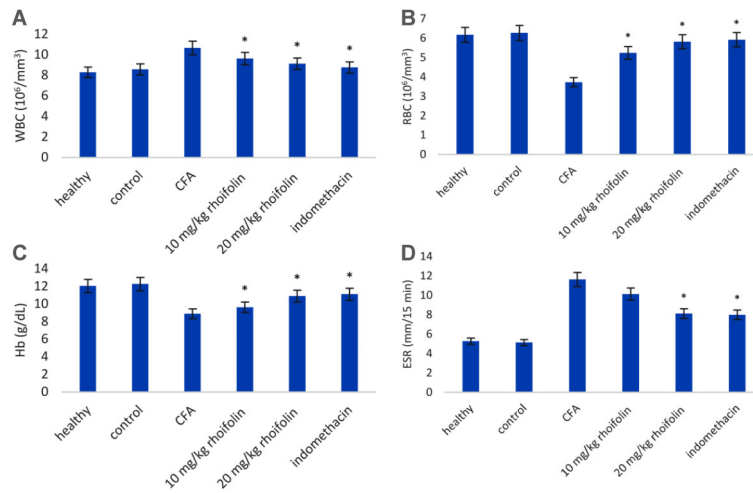 A
WBC (10⁶/mm³)
12
10
8
6
4
2
0
* * *
healthy
control
CFA
10 mg/kg rhoifolin
20 mg/kg rhoifolin
indomethacin
B
RBC (10⁶/mm³)
7
6
5
4
3
2
1
0
* * *
healthy
control
CFA
10 mg/kg rhoifolin
20 mg/kg rhoifolin
indomethacin
C
Hb (g/dL)
14
12
10
8
6
4
2
0
* * *
healthy
control
CFA
10 mg/kg rhoifolin
20 mg/kg rhoifolin
indomethacin
D
ESR (mm/15 min)
14
12
10
8
6
4
2
0
* *
healthy
control
CFA
10 mg/kg rhoifolin
20 mg/kg rhoifolin
indomethacin